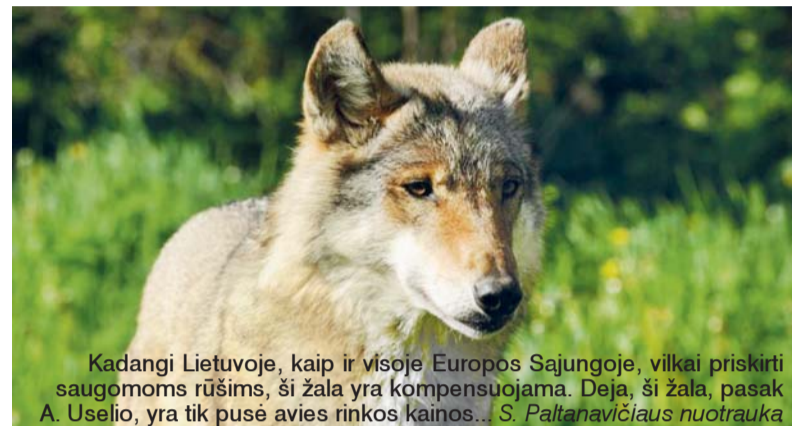 Kadangi Lietuvoje, kaip ir visoje Europos Sąjungoje, vilkai priskirti
saugomoms rūšims, ši žala yra kompensuojama. Deja, ši žala, pasak
A. Uselio, yra tik pusė avies rinkos kainos... S. Paltanavičiaus nuotrauka